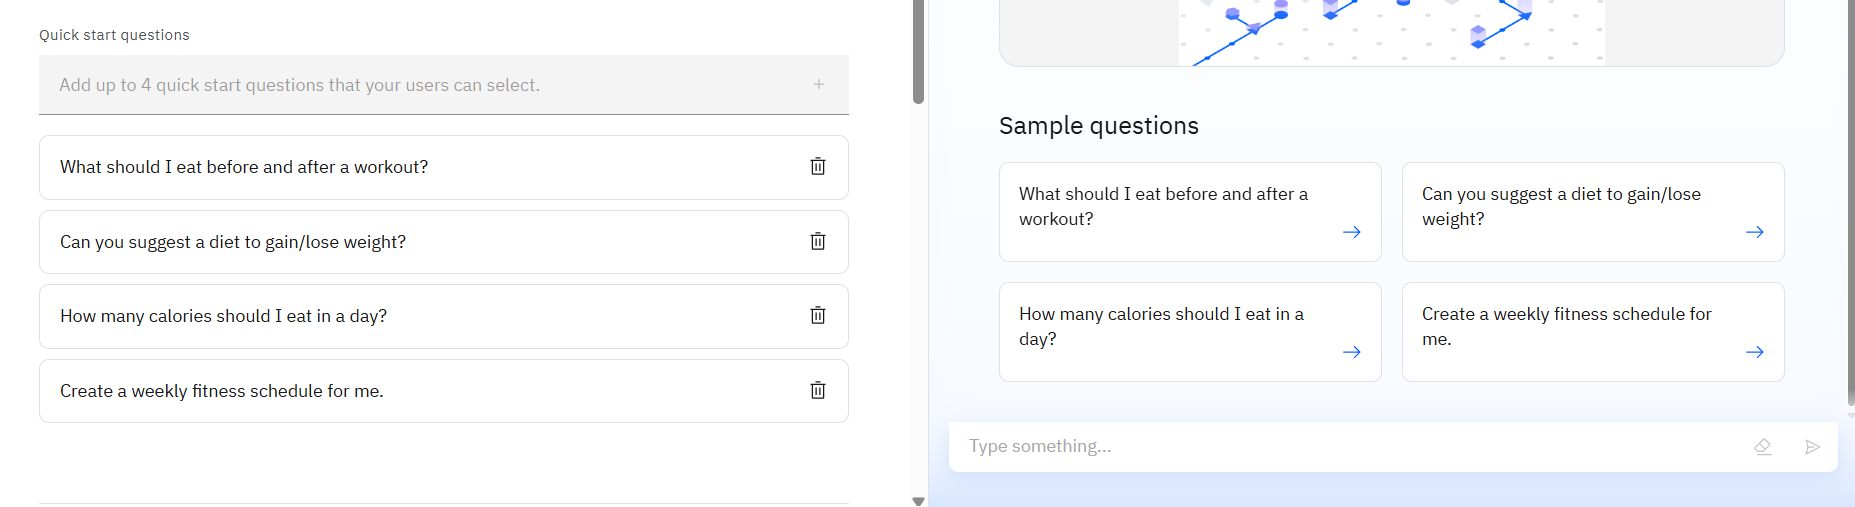 Quick start questions
Add up to 4 quick start questions that your users can select.
What should I eat before and after a workout?
Can you suggest a diet to gain/lose weight?
How many calories should I eat in a day?
Create a weekly fitness schedule for me.
Sample questions
What should I eat before and after a
workout?
Can you suggest a diet to gain/lose
weight?
How many calories should I eat in a
day?
Create a weekly fitness schedule for
me.
Type something...